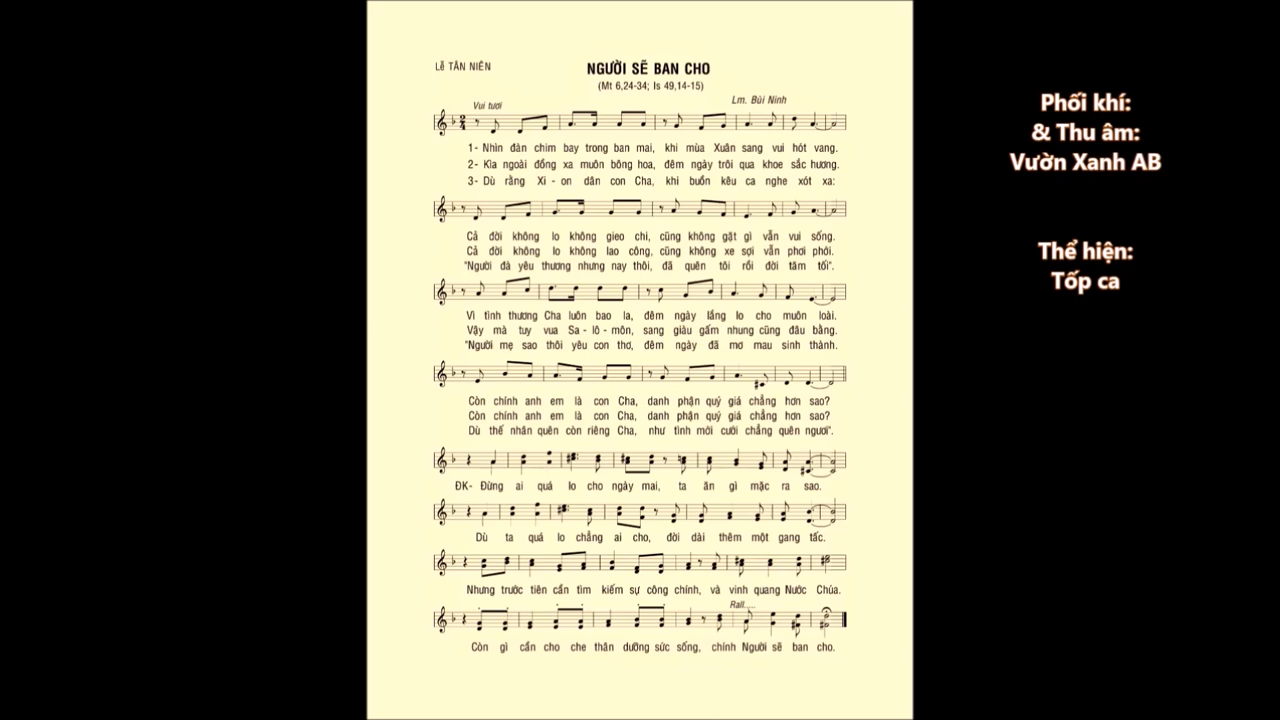 LỄ TÂN NIÊN
NGƯỜI SẼ BAN CHO
(Mt 6,24-34; Is 49,14-15)
Vui tươi
Lm. Bùi Ninh
1- Nhìn đàn chim bay trong ban mai, khi mùa Xuân sang vui hót vang.
2- Kìa ngoài đồng xa muôn bông hoa, đêm ngày trôi qua khoe sắc hương.
3- Dù rằng Xi - on dân con Cha, khi buồn kêu ca nghe xót xa:
Cả đời không lo không gieo chi, cũng không gặt gì vẫn vui sống.
Cả đời không lo không lao công, cũng không xe sợi vẫn phơi phới.
"Người đã yêu thương nhưng nay thôi, đã quên tôi rồi đời tăm tối".
Vì tình thương Cha luôn bao la, đêm ngày lắng lo cho muôn loài.
Vậy mà tuy vua Sa - lô - môn, sang giàu gấm nhung cũng đâu bằng.
"Người mẹ sao thôi yêu con thơ, đêm ngày đã mơ mau sinh thành.
Còn chính anh em là con Cha, danh phận quý giá chẳng hơn sao?
Còn chính anh em là con Cha, danh phận quý giá chẳng hơn sao?
Dù thế nhân quên còn riêng Cha, như tình mới cưới chẳng quên ngươi".
ĐK- Đừng ai quá lo cho ngày mai, ta ăn gì mặc ra sao.
Dù ta quá lo chẳng ai cho, đời dài thêm một gang tấc.
Nhưng trước tiên cần tìm kiếm sự công chính, và vinh quang Nước Chúa.
Rall....
Còn gì cần cho che thân dưỡng sức sống, chính Người sẽ ban cho.
Phối khí:
& Thu âm:
Vườn Xanh AB
Thể hiện:
Tốp ca